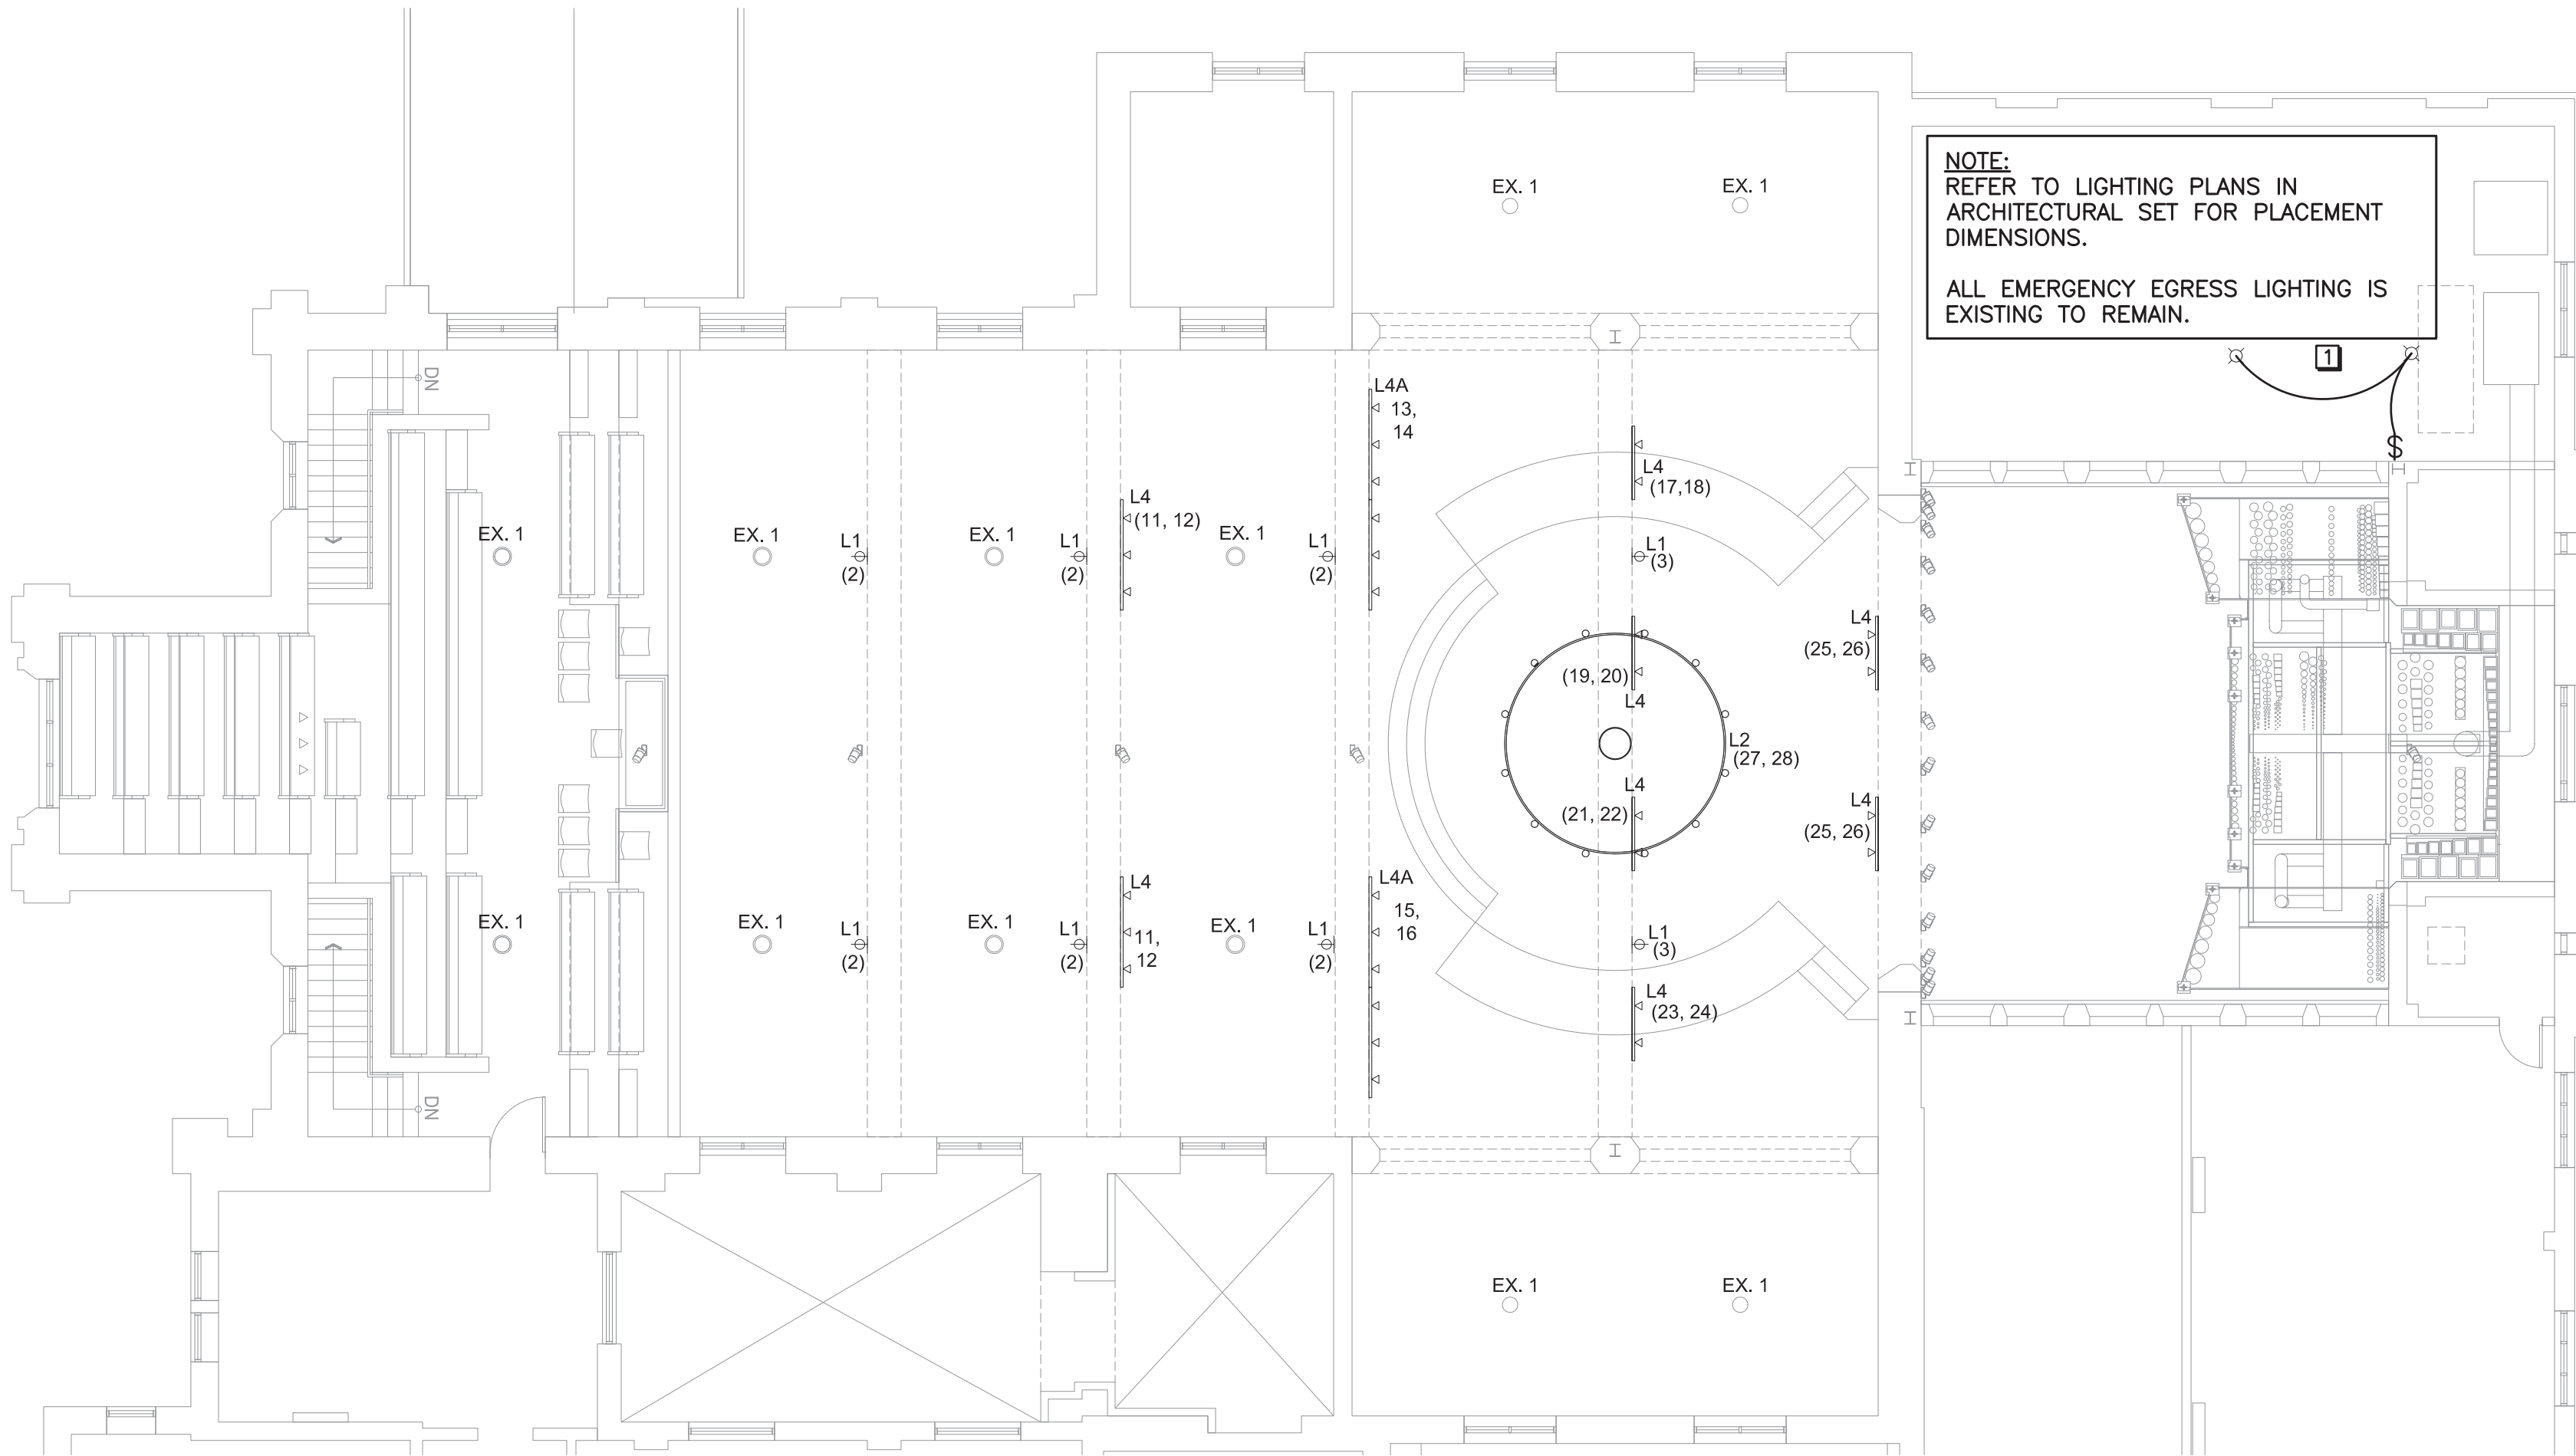 NOTE:
REFER TO LIGHTING PLANS IN
ARCHITECTURAL SET FOR PLACEMENT
DIMENSIONS.
ALL EMERGENCY EGRESS LIGHTING IS
EXISTING TO REMAIN.
EX. 1
EX. 1
1
$
DN
L4A
13,
14
L4
(17,18)
L4
(11, 12)
EX. 1
EX. 1
L1
(2)
EX. 1
L1
(2)
EX. 1
L1
(2)
L1
(3)
L4
(25, 26)
(19, 20)
L4
L2
(27, 28)
L4
(21, 22)
L4
(25, 26)
L4A
15,
16
L4
11,
12
EX. 1
EX. 1
L1
(2)
EX. 1
L1
(2)
EX. 1
L1
(2)
L1
(3)
L4
(23, 24)
DN
EX. 1
EX. 1